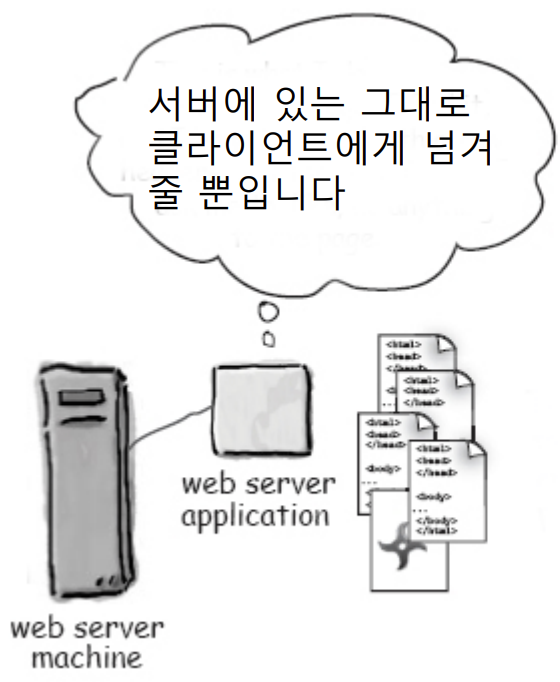 서버에 있는 그대로
클라이언트에게 넘겨
줄 뿐입니다
web server
application
web server
machine
<html>
<head>
</head>
<html>
<head>
</head>
<html>
<head>
</head>
<body>
...
<html>
<head>
</head>
<body>
...
</body>
</html>